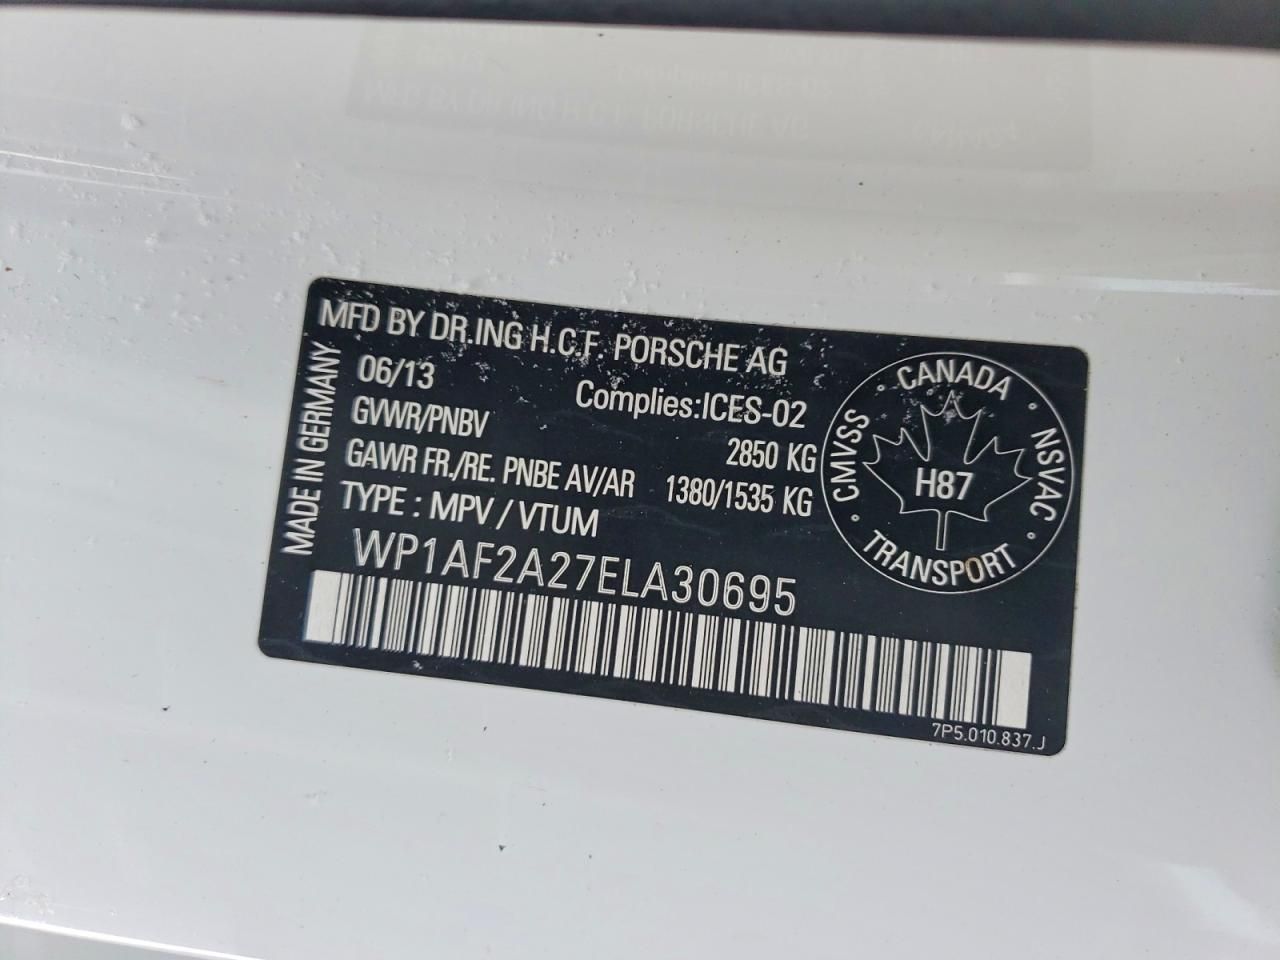 MFD BY DR.ING H.C.F. PORSCHE AG
06/13
Complies:ICES-02
GVWR/PNBV 2850 KG
GAWR FR./RE. PNBE AV/AR 1380/1535 KG
TYPE : MPV / VTUM
WP1AF2A27ELA30695
MADE IN GERMANY
CANADA
CMVSS
NSVAC
H87
TRANSPORT
7P5.010.837.J